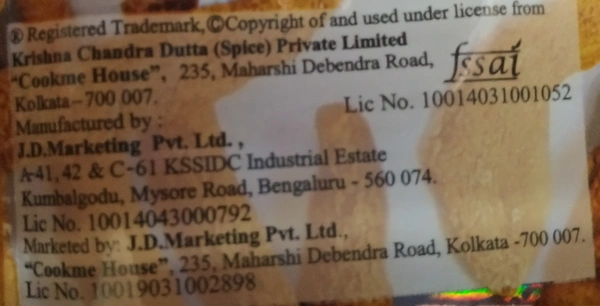 ® Registered Trademark, ©Copyright of and used under license from
Krishna Chandra Dutta (Spice) Private Limited
"Cookme House", 235, Maharshi Debendra Road,
Kolkata–700 007.
fssai
Lic No. 10014031001052
Manufactured by :
J.D.Marketing Pvt. Ltd.,
A-41, 42 & C-61 KSSIDC Industrial Estate
Kumbalgodu, Mysore Road, Bengaluru - 560 074.
Lic No. 10014043000792
Marketed by: J.D.Marketing Pvt. Ltd.,
"Cookme House", 235, Maharshi Debendra Road, Kolkata -700 007.
Lic No. 10019031002898